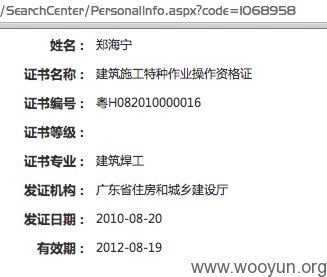 /SearchCenter/PersonalInfo.aspx?code=1068958
姓名： 郑海宁
证书名称： 建筑施工特种作业操作资格证
证书编号： 粤H082010000016
证书等级：
证书专业： 建筑焊工
发证机构： 广东省住房和城乡建设厅
发证日期： 2010-08-20
有效期： 2012-08-19
www.wooyun.org